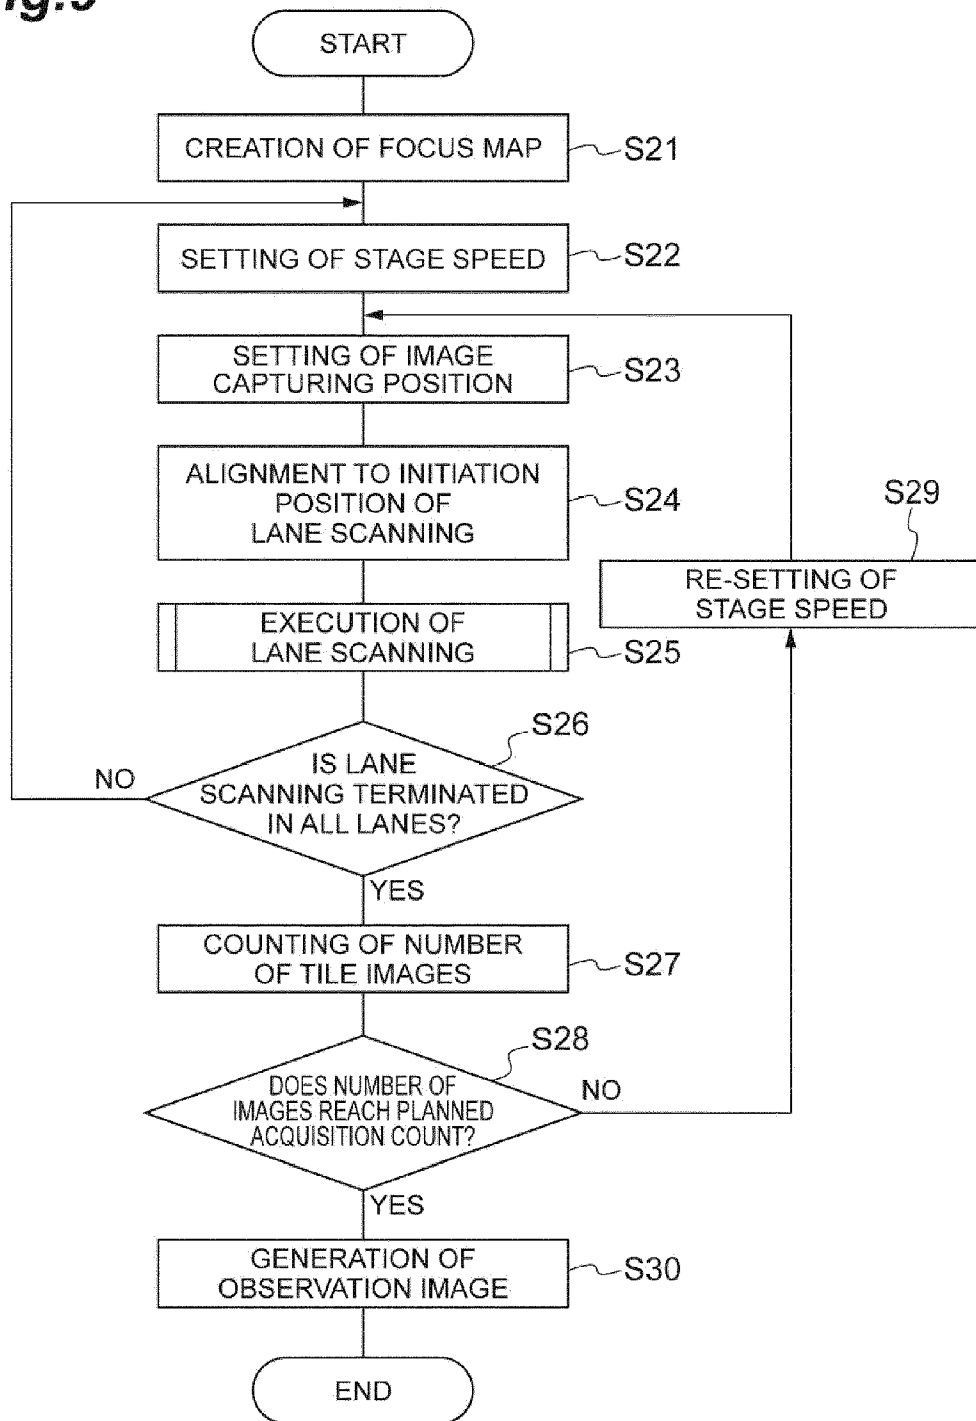 START
CREATION OF FOCUS MAP
S21
SETTING OF STAGE SPEED
S22
SETTING OF IMAGE
CAPTURING POSITION
S23
ALIGNMENT TO INITIATION
POSITION OF
LANE SCANNING
S24
S29
RE-SETTING OF
STAGE SPEED
EXECUTION OF
LANE SCANNING
S25
S26
IS LANE
SCANNING TERMINATED
IN ALL LANES?
NO
YES
COUNTING OF NUMBER
OF TILE IMAGES
S27
S28
DOES NUMBER OF
IMAGES REACH PLANNED
ACQUISITION COUNT?
NO
YES
GENERATION OF
OBSERVATION IMAGE
S30
END